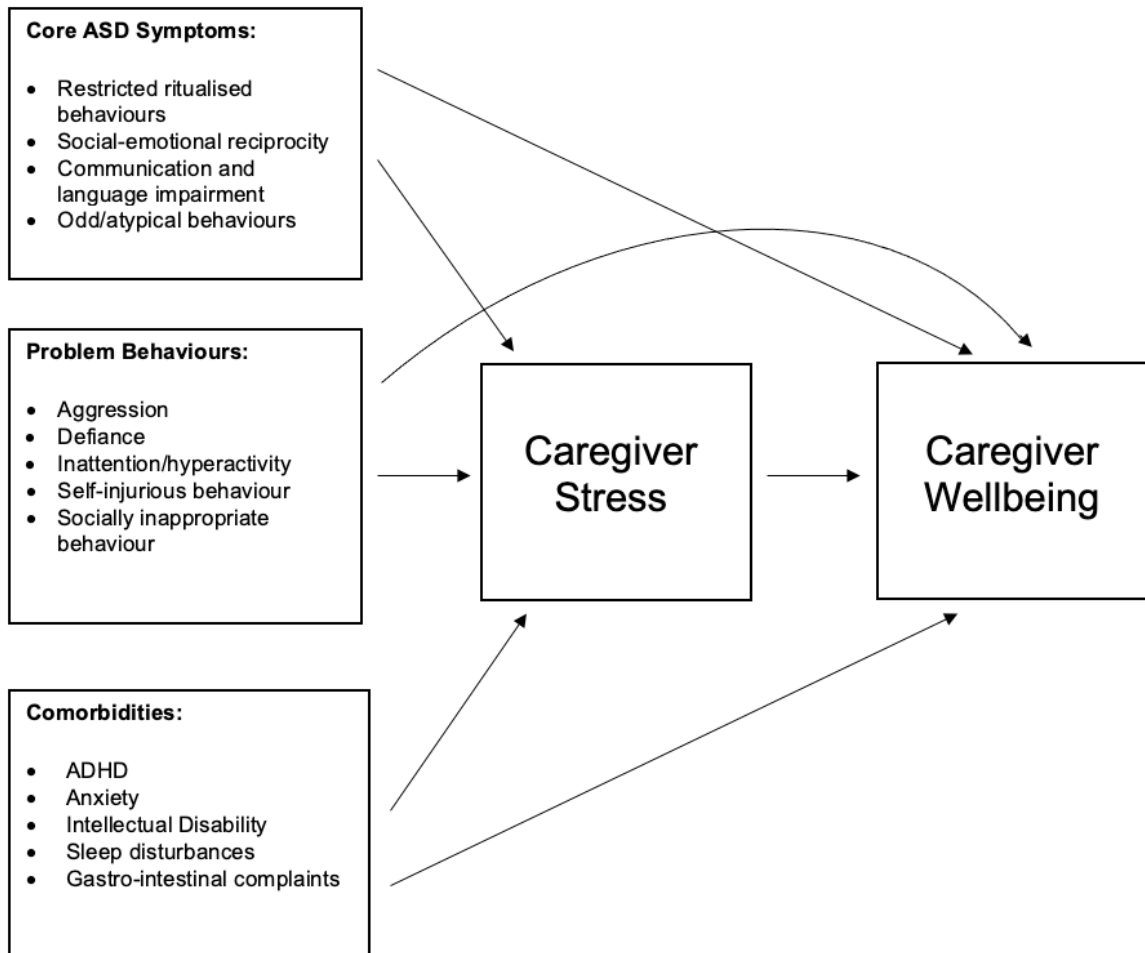 Core ASD Symptoms:
• Restricted ritualised
behaviours
• Social-emotional reciprocity
• Communication and
language impairment
• Odd/atypical behaviours
Problem Behaviours:
• Aggression
• Defiance
• Inattention/hyperactivity
• Self-injurious behaviour
• Socially inappropriate
behaviour
Caregiver
Stress
Caregiver
Wellbeing
Comorbidities:
• ADHD
• Anxiety
• Intellectual Disability
• Sleep disturbances
• Gastro-intestinal complaints